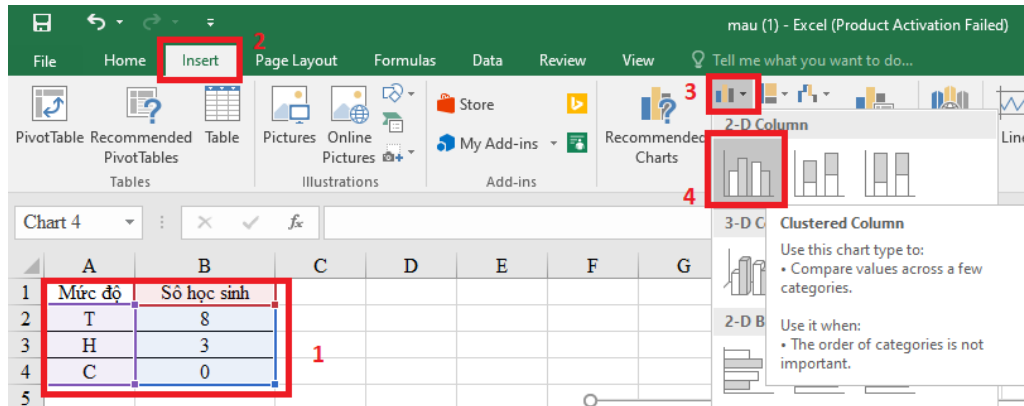 mau (1) - Excel (Product Activation Failed)
File Home Insert 2 Page Layout Formulas Data Review View Tell me what you want to do...
PivotTable Recommended PivotTables Table
Tables
Pictures Online Pictures
Illustrations
Store
My Add-ins
Add-ins
Recommended Charts
3
2-D Column
4
3-D C
Clustered Column
Use this chart type to:
• Compare values across a few
categories.
Use it when:
• The order of categories is not
important.
2-D B
Line
Chart 4 fx
A B C D E F G
1 Mức độ Số học sinh
2 T 8
3 H 3
4 C 0
5
1